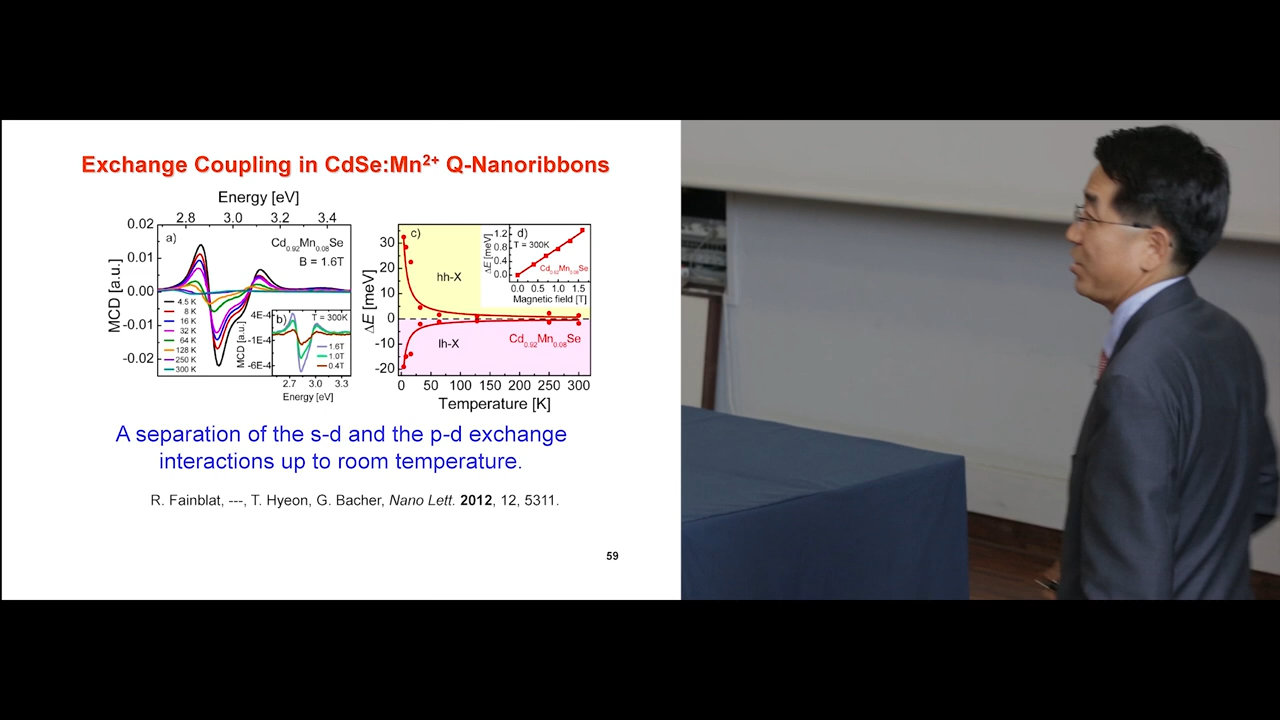 Exchange Coupling in CdSe:Mn2+ Q-Nanoribbons
Energy [eV]
2.8 3.0 3.2 3.4
0.02
0.01
0.00
-0.01
-0.02
MCD [a.u.]
a)
Cd0.92Mn0.08Se
B = 1.6T
4.5 K
8 K
16 K
32 K
64 K
128 K
250 K
300 K
b)
T = 300K
4E-4
-1E-4
-6E-4
MCD [a.u.]
1.6T
1.0T
0.4T
2.7 3.0 3.3
Energy [eV]
c)
30
20
10
0
-10
-20
ΔE [meV]
hh-X
lh-X
Cd0.92Mn0.08Se
0 50 100 150 200 250 300
Temperature [K]
d)
1.2
0.8
0.4
0.0
ΔE [meV]
T = 300K
Cd0.92Mn0.08Se
0.0 0.5 1.0 1.5
Magnetic field [T]
A separation of the s-d and the p-d exchange
interactions up to room temperature.
R. Fainblat, ---, T. Hyeon, G. Bacher, Nano Lett. 2012, 12, 5311.
59